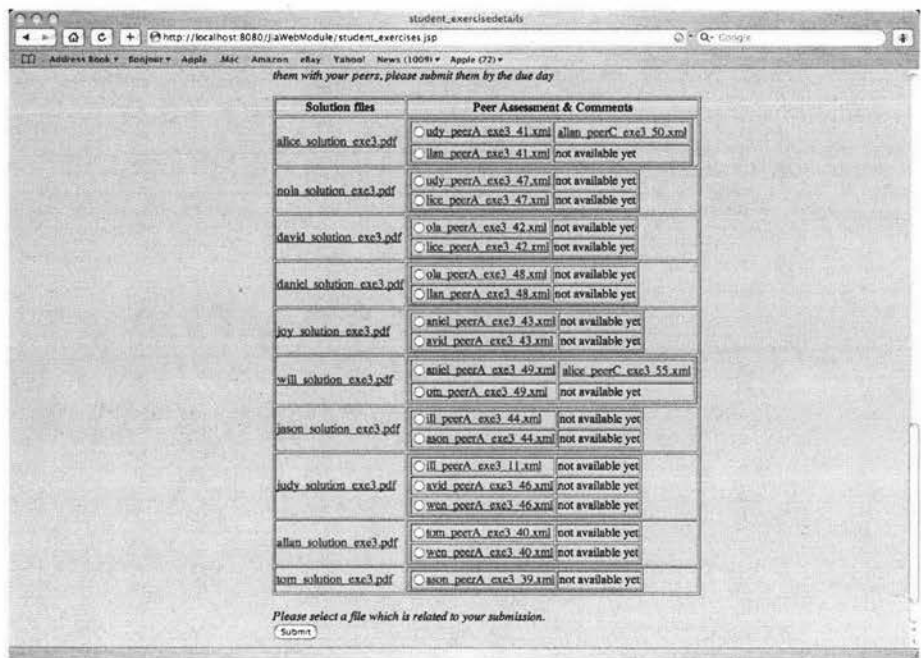 student_exercisedetails
http://localhost:8080/JiaWebModule/student_exercises.jsp
Q- Google
Address Book Bonjour Apple .Mac Amazon eBay Yahoo! News (1009) Apple (72)
them with your peers, please submit them by the due day
Solution files Peer Assessment & Comments
alice_solution_exe3.pdf
udy_peerA_exe3_41.xml allan_peerC_exe3_50.xml
llan_peerA_exe3_41.xml not available yet
nola_solution_exe3.pdf
udy_peerA_exe3_47.xml not available yet
lice_peerA_exe3_47.xml not available yet
david_solution_exe3.pdf
ola_peerA_exe3_42.xml not available yet
lice_peerA_exe3_42.xml not available yet
daniel_solution_exe3.pdf
ola_peerA_exe3_48.xml not available yet
llan_peerA_exe3_48.xml not available yet
joy_solution_exe3.pdf
aniel_peerA_exe3_43.xml not available yet
avid_peerA_exe3_43.xml not available yet
will_solution_exe3.pdf
aniel_peerA_exe3_49.xml alice_peerC_exe3_55.xml
om_peerA_exe3_49.xml not available yet
jason_solution_exe3.pdf
ill_peerA_exe3_44.xml not available yet
ason_peerA_exe3_44.xml not available yet
judy_solution_exe3.pdf
ill_peerA_exe3_11.xml not available yet
avid_peerA_exe3_46.xml not available yet
wen_peerA_exe3_46.xml not available yet
allan_solution_exe3.pdf
tom_peerA_exe3_40.xml not available yet
wen_peerA_exe3_40.xml not available yet
tom_solution_exe3.pdf
ason_peerA_exe3_39.xml not available yet
Please select a file which is related to your submission.
Submit